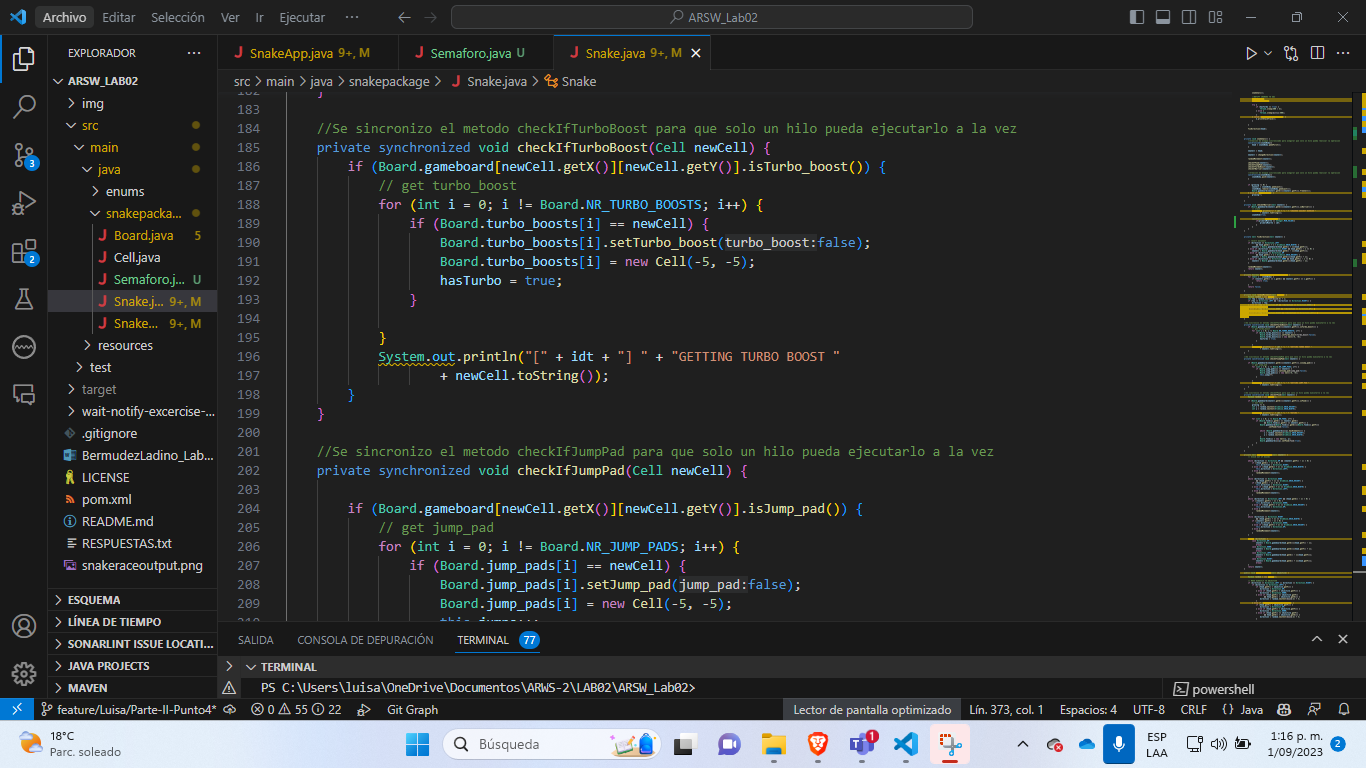 Archivo Editar Selección Ver Ir Ejecutar ··· ARSW_Lab02
EXPLORADOR ···
ARSW_LAB02
img
src
main
java
enums
snakepacka...
Board.java 5
Cell.java
Semaforo.j... U
Snake.j... 9+, M
Snake... 9+, M
resources
test
target
wait-notify-excercise-...
.gitignore
BermudezLadino_Lab...
LICENSE
pom.xml
README.md
RESPUESTAS.txt
snakeraceoutput.png
ESQUEMA
LÍNEA DE TIEMPO
SONARLINT ISSUE LOCATI...
JAVA PROJECTS
MAVEN
3
2
SnakeApp.java 9+, M Semaforo.java U Snake.java 9+, M
src > main > java > snakepackage > Snake.java > Snake
182 }
183
184 //Se sincronizo el metodo checkIfTurboBoost para que solo un hilo pueda ejecutarlo a la vez
185 private synchronized void checkIfTurboBoost(Cell newCell) {
186 if (Board.gameboard[newCell.getX()][newCell.getY()].isTurbo_boost()) {
187 // get turbo_boost
188 for (int i = 0; i != Board.NR_TURBO_BOOSTS; i++) {
189 if (Board.turbo_boosts[i] == newCell) {
190 Board.turbo_boosts[i].setTurbo_boost(turbo_boost:false);
191 Board.turbo_boosts[i] = new Cell(-5, -5);
192 hasTurbo = true;
193 }
194
195 }
196 System.out.println("[" + idt + "] " + "GETTING TURBO BOOST "
197 + newCell.toString());
198 }
199 }
200
201 //Se sincronizo el metodo checkIfJumpPad para que solo un hilo pueda ejecutarlo a la vez
202 private synchronized void checkIfJumpPad(Cell newCell) {
203
204 if (Board.gameboard[newCell.getX()][newCell.getY()].isJump_pad()) {
205 // get jump_pad
206 for (int i = 0; i != Board.NR_JUMP_PADS; i++) {
207 if (Board.jump_pads[i] == newCell) {
208 Board.jump_pads[i].setJump_pad(jump_pad:false);
209 Board.jump_pads[i] = new Cell(-5, -5);
210 this.jumps++;
SALIDA CONSOLA DE DEPURACIÓN TERMINAL 77
TERMINAL
PS C:\Users\luisa\OneDrive\Documentos\ARWS-2\LAB02\ARSW_Lab02>
powershell
feature/Luisa/Parte-II-Punto4* 0 55 22 Git Graph Lector de pantalla optimizado Lín. 373, col. 1 Espacios: 4 UTF-8 CRLF {} Java
18°C
Parc. soleado
Búsqueda
1
ESP
LAA
1:16 p. m.
1/09/2023
2